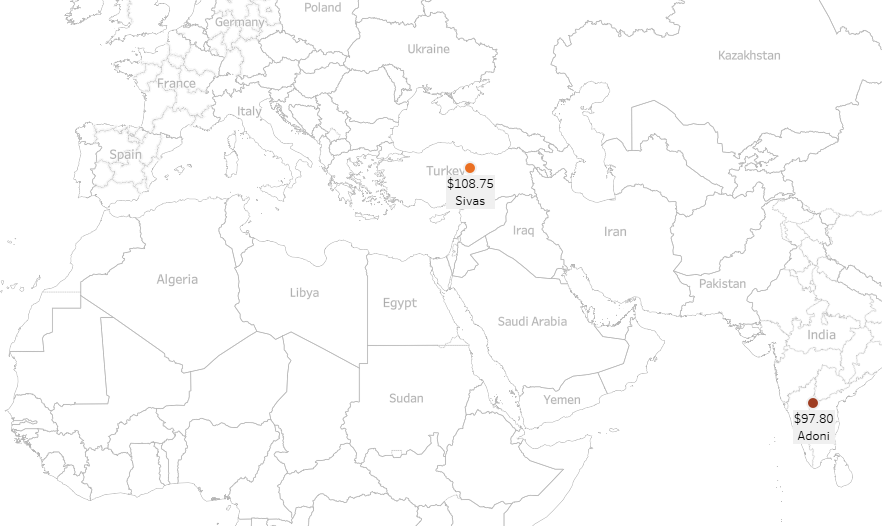 Poland
Germany
Ukraine
Kazakhstan
France
Italy
Spain
Turkey
$108.75
Sivas
Iraq
Iran
Algeria
Pakistan
Libya
Egypt
Saudi Arabia
India
Sudan
Yemen
$97.80
Adoni